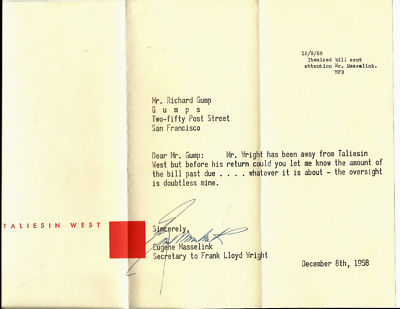 12/9/58
Itemized bill sent
attention Mr. Masselink.
Mr. Richard Gump
G u m p s
Two-fifty Post Street
San Francisco
Dear Mr. Gump: Mr. Wright has been away from Taliesin
West but before his return could you let me know the amount of
the bill past due . . . . whatever it is about - the oversight
is doubtless mine.
TALIESIN WEST
Sincerely,
Eugene Masselink
Eugene Masselink
Secretary to Frank Lloyd Wright
December 8th, 1958